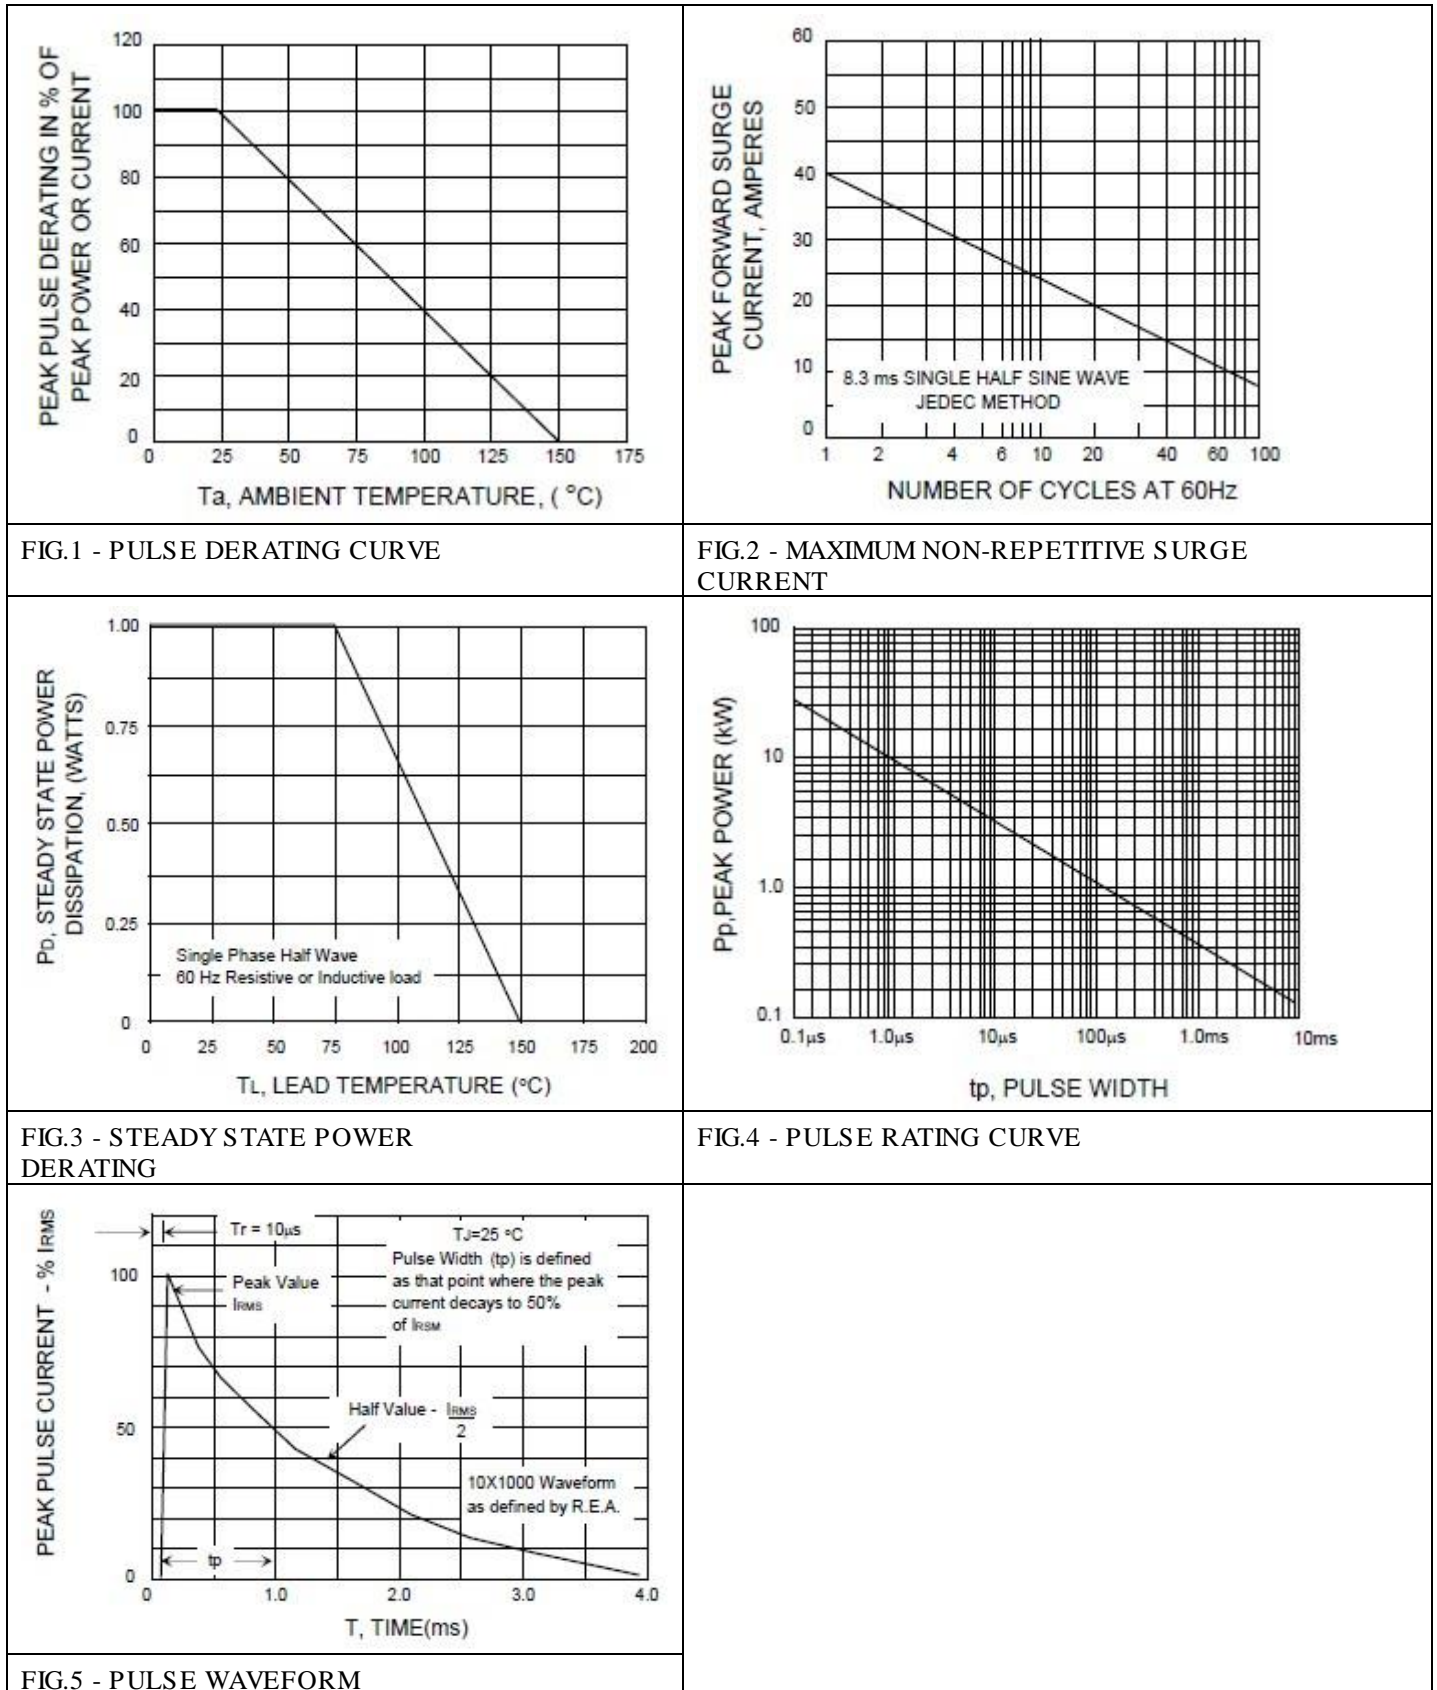 PEAK PULSE DERATING IN % OF
PEAK POWER OR CURRENT
120
100
80
60
40
20
0
0 25 50 75 100 125 150 175
Ta, AMBIENT TEMPERATURE, ( °C)
FIG.1 - PULSE DERATING CURVE
PEAK FORWARD SURGE
CURRENT, AMPERES
60
50
40
30
20
10
0
8.3 ms SINGLE HALF SINE WAVE
JEDEC METHOD
1 2 4 6 10 20 40 60 100
NUMBER OF CYCLES AT 60Hz
FIG.2 - MAXIMUM NON-REPETITIVE SURGE
CURRENT
PD, STEADY STATE POWER
DISSIPATION, (WATTS)
1.00
0.75
0.50
0.25
0
Single Phase Half Wave
60 Hz Resistive or Inductive load
0 25 50 75 100 125 150 175 200
TL, LEAD TEMPERATURE (°C)
FIG.3 - STEADY STATE POWER
DERATING
Pp,PEAK POWER (kW)
100
10
1.0
0.1
0.1µs 1.0µs 10µs 100µs 1.0ms 10ms
tp, PULSE WIDTH
FIG.4 - PULSE RATING CURVE
PEAK PULSE CURRENT - % IRMS
100
50
0
Tr = 10µs
Peak Value
IRMS
TJ=25 °C
Pulse Width (tp) is defined
as that point where the peak
current decays to 50%
of IRSM
Half Value - IRMS
2
10X1000 Waveform
as defined by R.E.A.
tp
0 1.0 2.0 3.0 4.0
T, TIME(ms)
FIG.5 - PULSE WAVEFORM